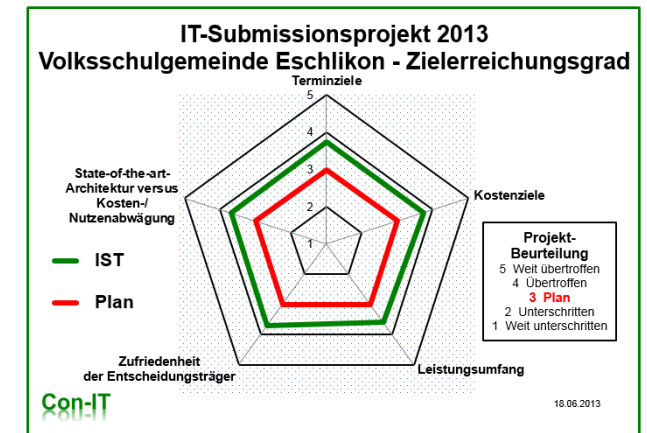 IT-Submissionsprojekt 2013
Volksschulgemeinde Eschlikon - Zielerreichungsgrad
Terminziele
5
4
3
2
1
State-of-the-art-
Architektur versus
Kosten-/
Nutzenabwägung
Kostenziele
IST
Plan
Projekt-
Beurteilung
5 Weit übertroffen
4 Übertroffen
3 Plan
2 Unterschritten
1 Weit unterschritten
Zufriedenheit
der Entscheidungsträger
Leistungsumfang
Con-IT
18.06.2013